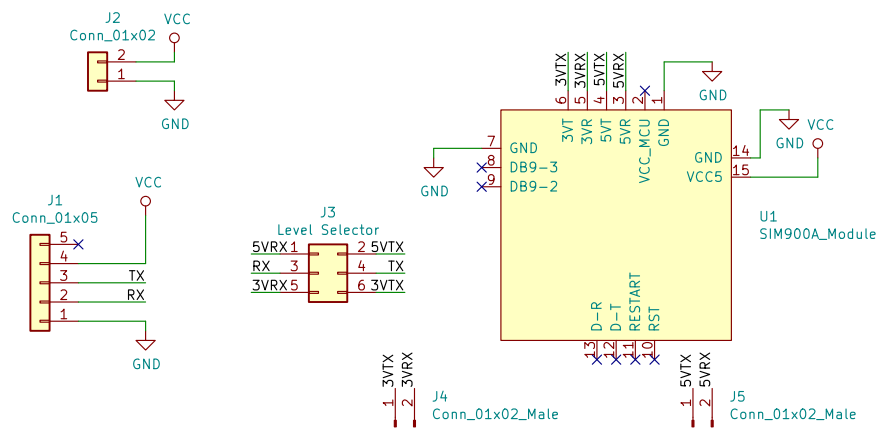 J2
Conn_01x02
VCC
2
1
GND
3VTX
3VRX
5VTX
5VRX
6
5
4
3
2
1
GND
3VT
3VR
5VT
5VR
VCC_MCU
GND
7
GND
8
DB9-3
9
DB9-2
GND
GND
14
VCC5
15
GND
VCC
U1
SIM900A_Module
J1
Conn_01x05
VCC
5
4
3
TX
2
RX
1
GND
J3
Level Selector
5VRX
1
2
5VTX
RX
3
4
TX
3VRX
5
6
3VTX
D-R
D-T
RESTART
RST
13
12
11
10
3VTX
3VRX
1
2
J4
Conn_01x02_Male
5VTX
5VRX
1
2
J5
Conn_01x02_Male